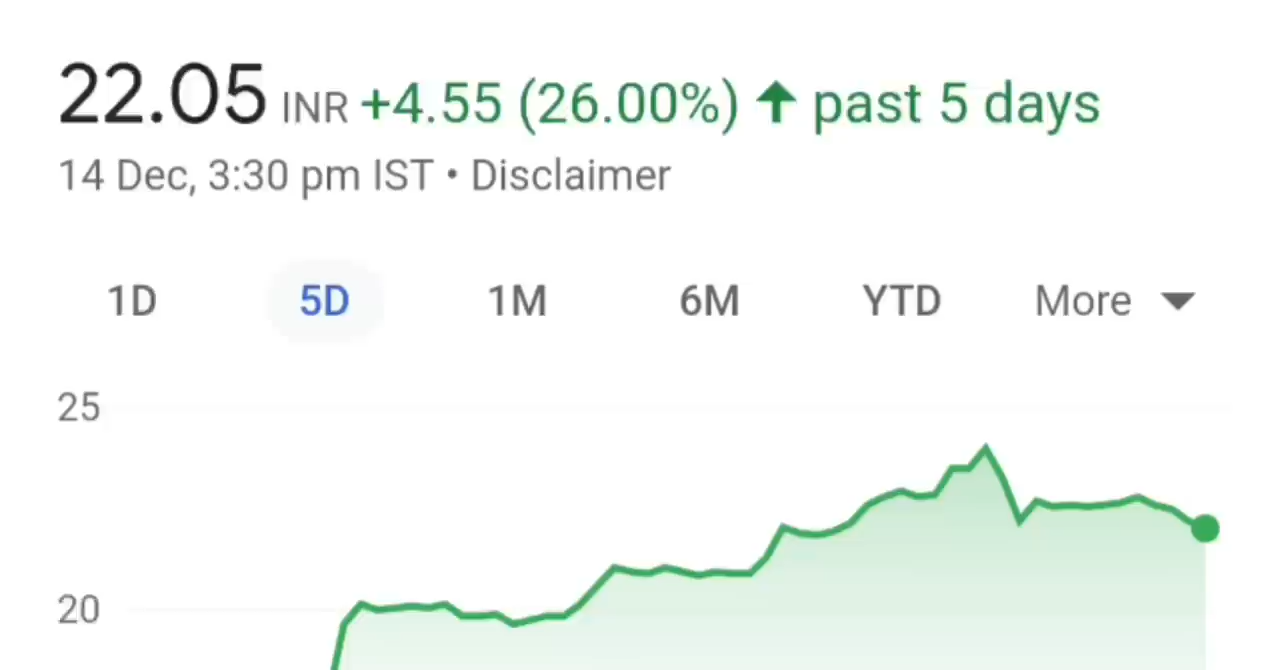 22.05 INR +4.55 (26.00%) ↑ past 5 days
14 Dec, 3:30 pm IST • Disclaimer
1D 5D 1M 6M YTD More
25
20